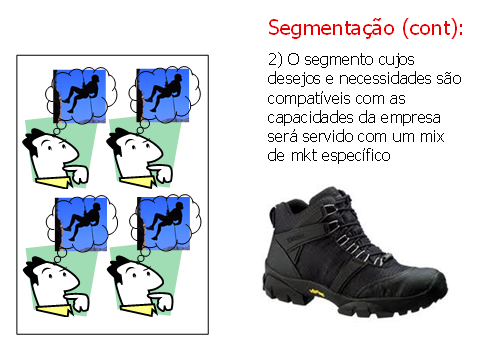 Segmentação (cont):
2) O segmento cujos
desejos e necessidades são
compatíveis com as
capacidades da empresa
será servido com um mix
de mkt específico